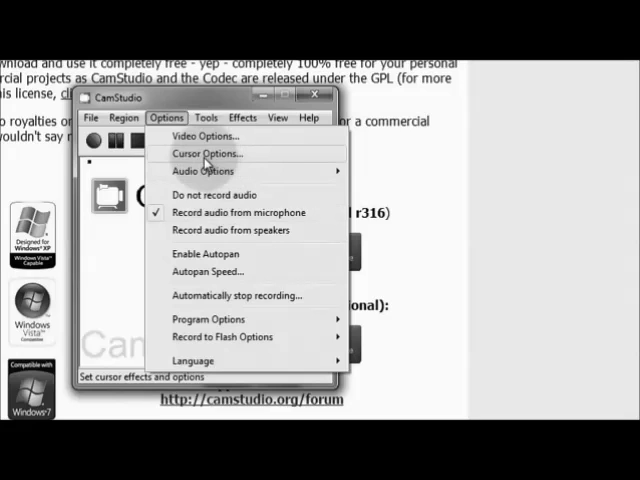 wnload and use it completely free - yep - completely 100% free for your personal
rcial projects as CamStudio and the Codec are released under the GPL (for more
his license, cli
CamStudio
o royalties or
for a commercial
wouldn't say n
File Region Options Tools Effects View Help
Video Options...
Cursor Options...
Audio Options
Do not record audio
Record audio from microphone
r316)
Record audio from speakers
Enable Autopan
Autopan Speed...
Automatically stop recording...
onal):
Program Options
Record to Flash Options
Cam
Language
Set cursor effects and options
http://camstudio.org/forum
Designed for
Windows XP
Windows Vista
Capable
Windows
Vista
Compatible with
Windows 7